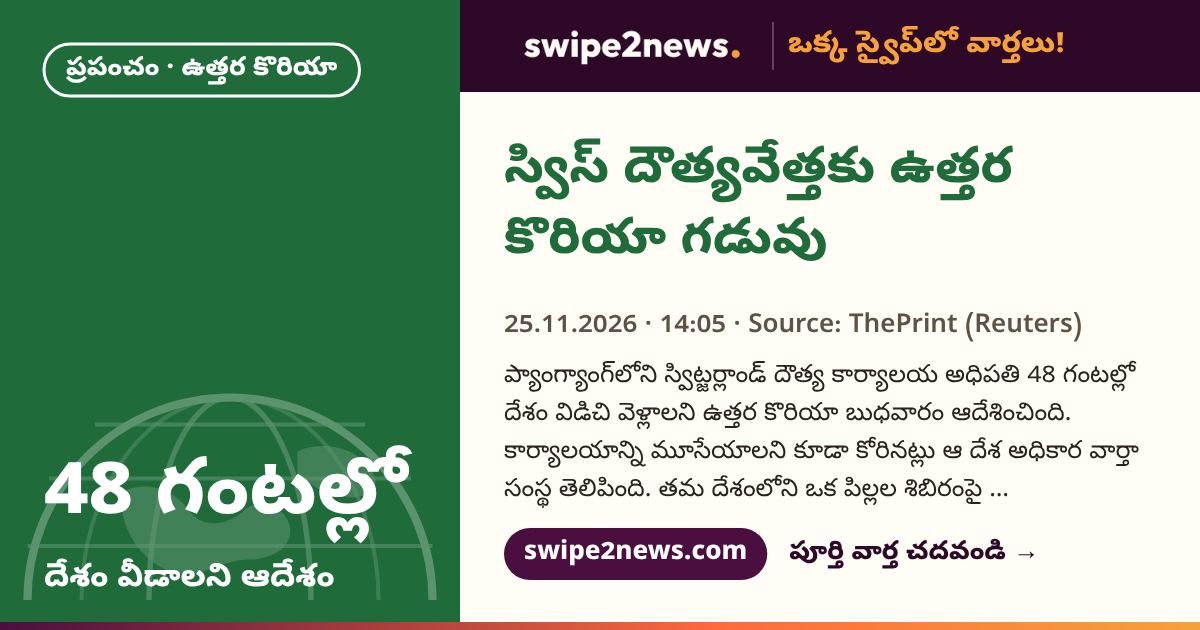 ప్రపంచం · ఉత్తర కొరియా
48 గంటల్లో
దేశం వీడాలని ఆదేశం
swipe2news. | ఒక్క స్వైప్‌లో వార్తలు!
స్విస్ దౌత్యవేత్తకు ఉత్తర
కొరియా గడువు
25.11.2026 · 14:05 · Source: ThePrint (Reuters)
ప్యాంగ్యాంగ్‌లోని స్విట్జర్లాండ్ దౌత్య కార్యాలయ అధిపతి 48 గంటల్లో
దేశం విడిచి వెళ్లాలని ఉత్తర కొరియా బుధవారం ఆదేశించింది.
కార్యాలయాన్ని మూసేయాలని కూడా కోరినట్లు ఆ దేశ అధికార వార్తా
సంస్థ తెలిపింది. తమ దేశంలోని ఒక పిల్లల శిబిరంపై ...
swipe2news.com పూర్తి వార్త చదవండి →